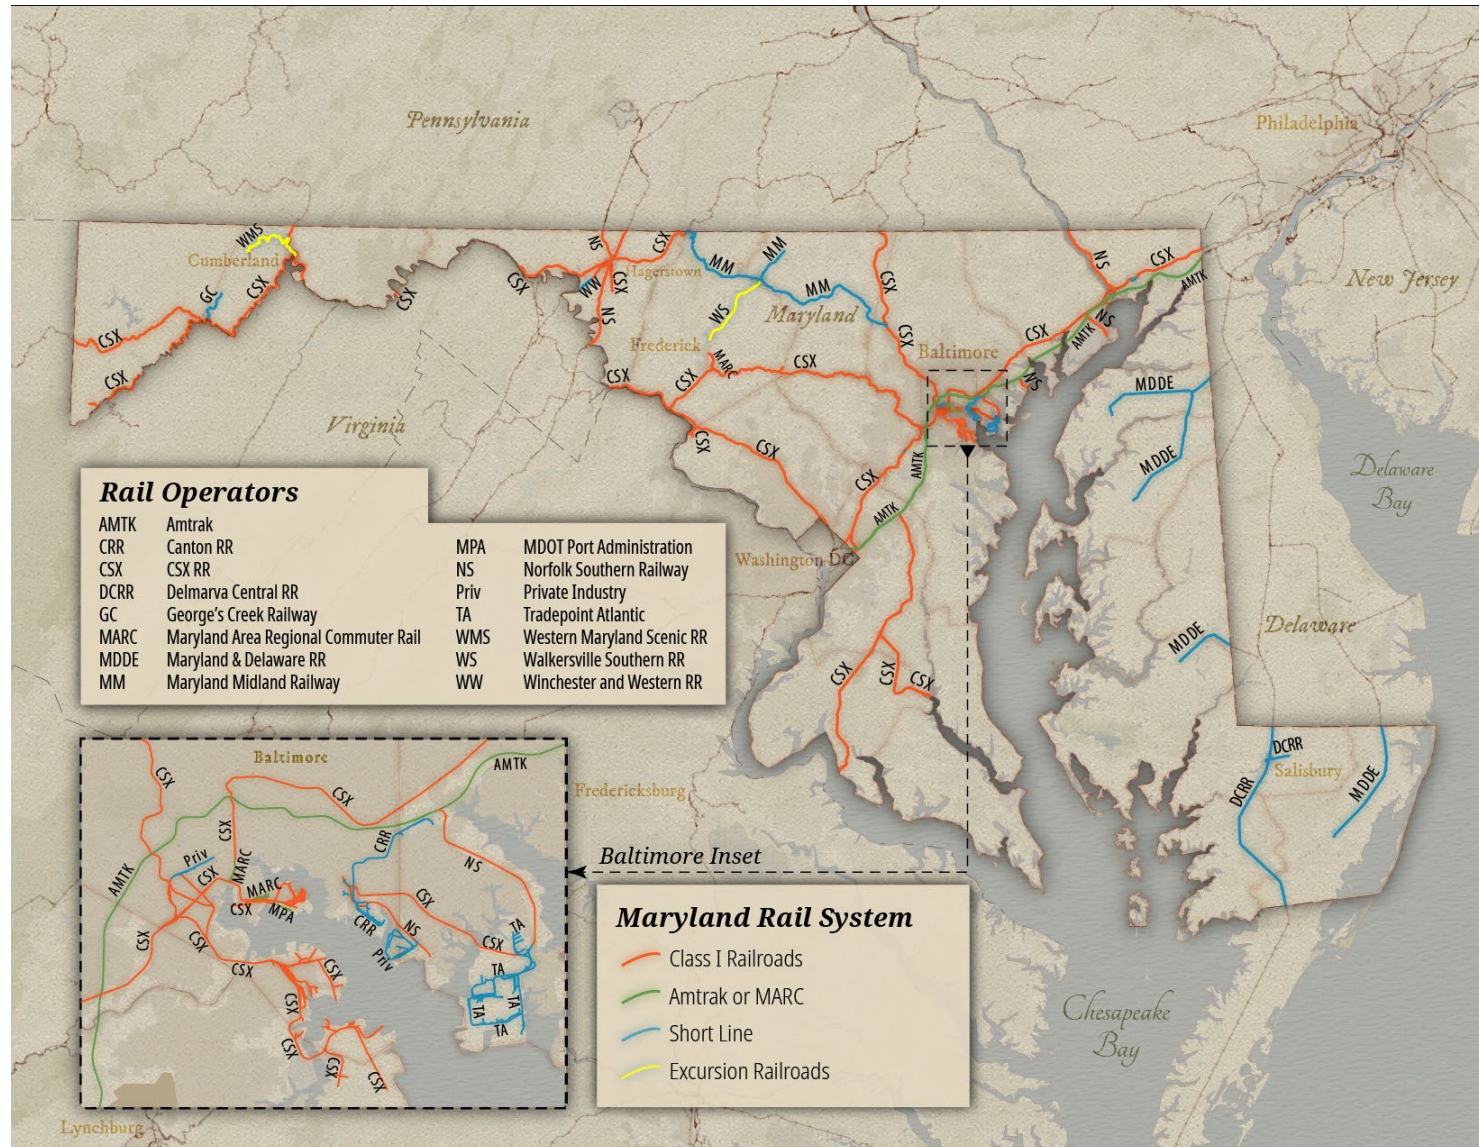 Pennsylvania
Philadelphia
New Jersey
WMS
Cumberland
GC
CSX
CSX
CSX
CSX
CSX
NS
CSX
WW
CSX
NS
Hagerstown
MM
MM
MM
WS
Maryland
Frederick
MARC
CSX
CSX
CSX
CSX
CSX
CSX
CSX
CSX
Baltimore
CSX
NS
CSX
AMTK
NS
AMTK
NS
AMTK
AMTK
CSX
Washington DC
Virginia
MDDE
MDDE
MDDE
Delaware
Delaware
Bay
CSX
CSX
CSX
DCRR
DCRR
Salisbury
MDDE
Fredericksburg
Chesapeake
Bay
Lynchburg
Rail Operators
AMTK Amtrak
CRR Canton RR
CSX CSX RR
DCRR Delmarva Central RR
GC George's Creek Railway
MARC Maryland Area Regional Commuter Rail
MDDE Maryland & Delaware RR
MM Maryland Midland Railway
MPA MDOT Port Administration
NS Norfolk Southern Railway
Priv Private Industry
TA Tradepoint Atlantic
WMS Western Maryland Scenic RR
WS Walkersville Southern RR
WW Winchester and Western RR
Baltimore
AMTK
CSX
CSX
CSX
CRR
NS
Priv
CSX
MARC
AMTK
MARC
CSX
MPA
CSX
CSX
CSX
CSX
CSX
CRR
NS
Priv
CSX
CSX
TA
TA
TA
TA
TA
CSX
CSX
CSX
Baltimore Inset
Maryland Rail System
Class I Railroads
Amtrak or MARC
Short Line
Excursion Railroads